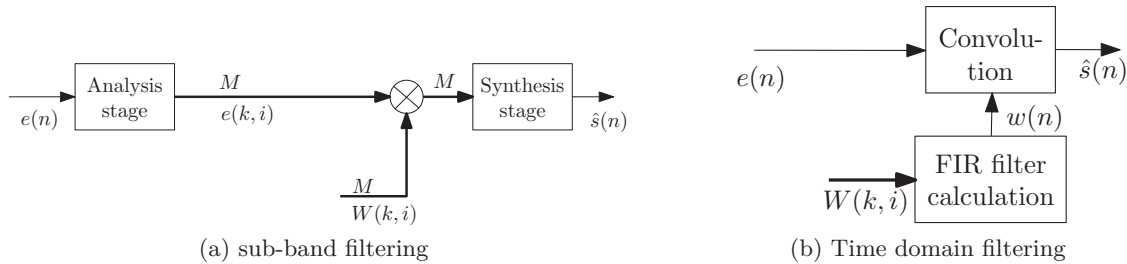 Analysis
stage
e(n)
M
e(k, i)
M
W(k, i)
M
Synthesis
stage
ŝ(n)
(a) sub-band filtering
e(n)
Convolu-
tion
ŝ(n)
w(n)
W(k, i)
FIR filter
calculation
(b) Time domain filtering